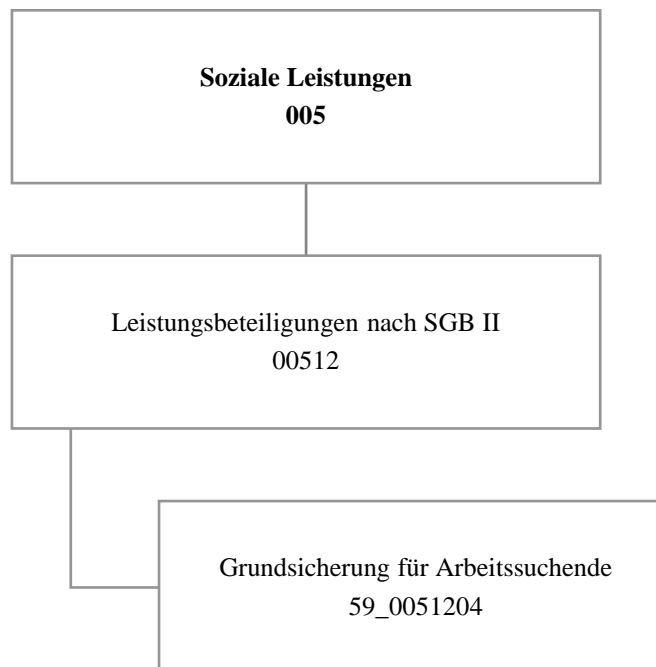 Soziale Leistungen
005
Leistungsbeteiligungen nach SGB II
00512
Grundsicherung für Arbeitssuchende
59_0051204